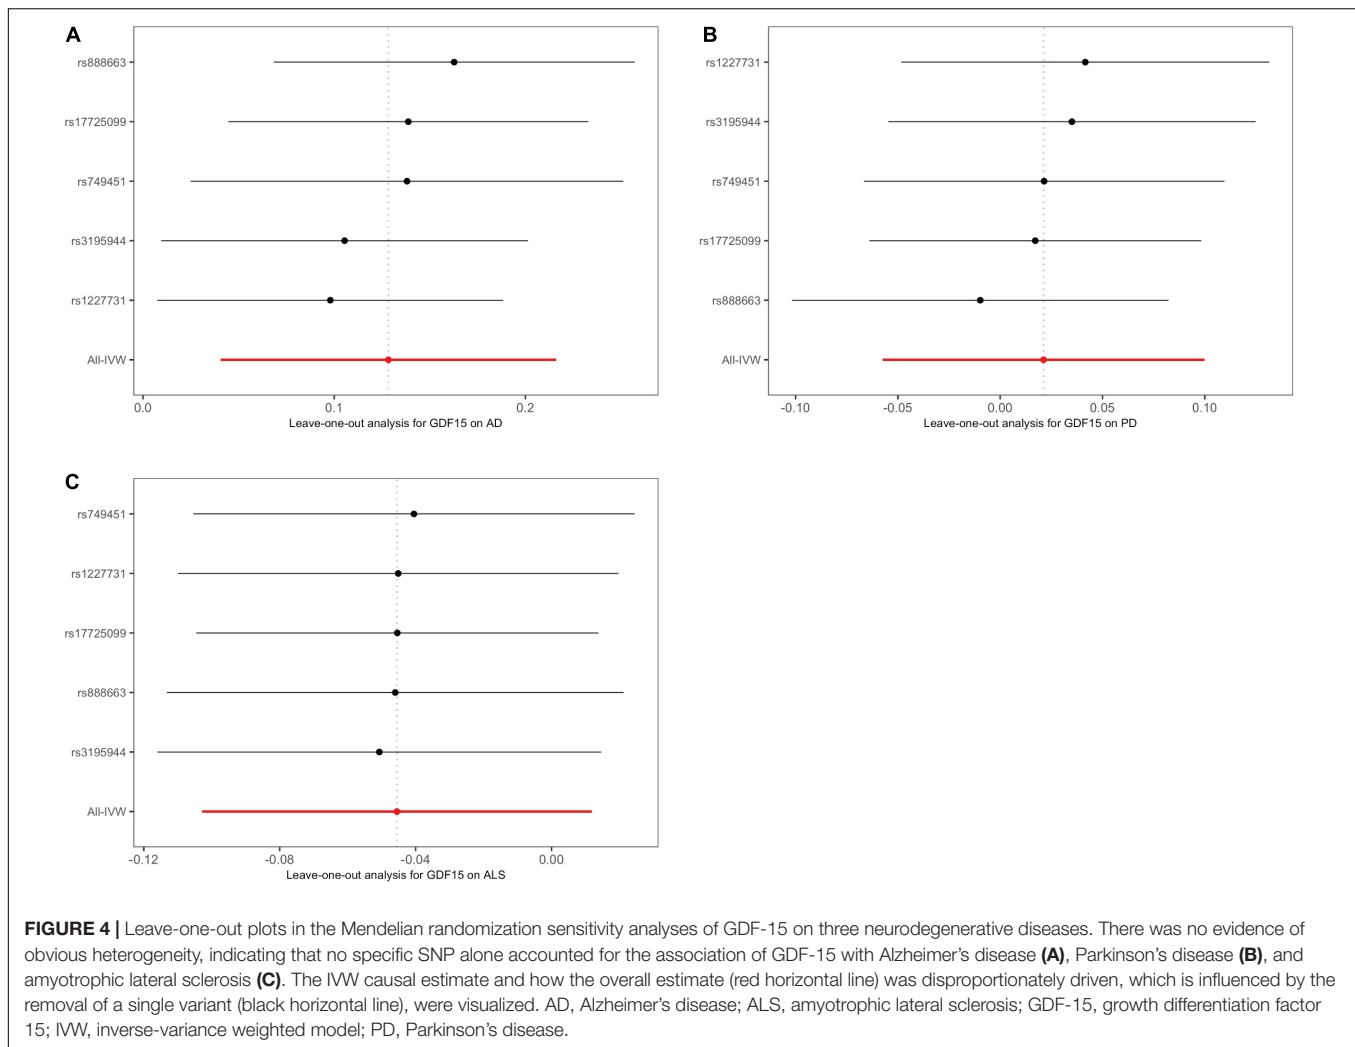 A
rs888663
rs17725099
rs749451
rs3195944
rs1227731
All-IVW
0.0 0.1 0.2
Leave-one-out analysis for GDF15 on AD
B
rs1227731
rs3195944
rs749451
rs17725099
rs888663
All-IVW
-0.10 -0.05 0.00 0.05 0.10
Leave-one-out analysis for GDF15 on PD
C
rs749451
rs1227731
rs17725099
rs888663
rs3195944
All-IVW
-0.12 -0.08 -0.04 0.00
Leave-one-out analysis for GDF15 on ALS
FIGURE 4 | Leave-one-out plots in the Mendelian randomization sensitivity analyses of GDF-15 on three neurodegenerative diseases. There was no evidence of
obvious heterogeneity, indicating that no specific SNP alone accounted for the association of GDF-15 with Alzheimer's disease (A), Parkinson's disease (B), and
amyotrophic lateral sclerosis (C). The IVW causal estimate and how the overall estimate (red horizontal line) was disproportionately driven, which is influenced by the
removal of a single variant (black horizontal line), were visualized. AD, Alzheimer's disease; ALS, amyotrophic lateral sclerosis; GDF-15, growth differentiation factor
15; IVW, inverse-variance weighted model; PD, Parkinson's disease.